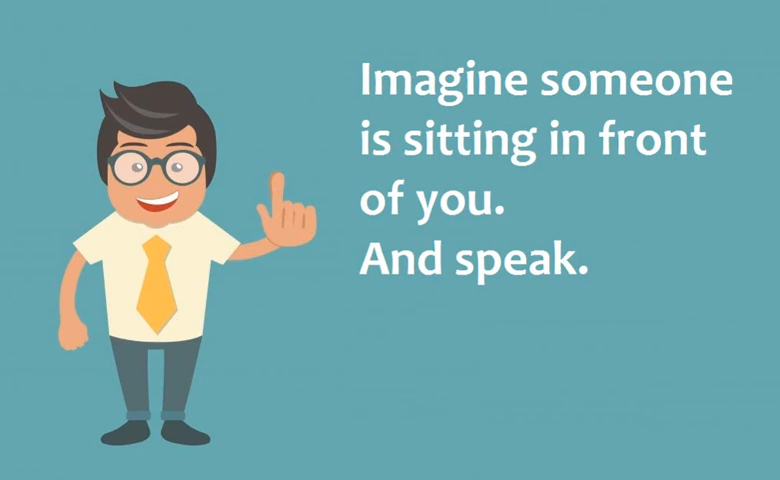 Imagine someone
is sitting in front
of you.
And speak.